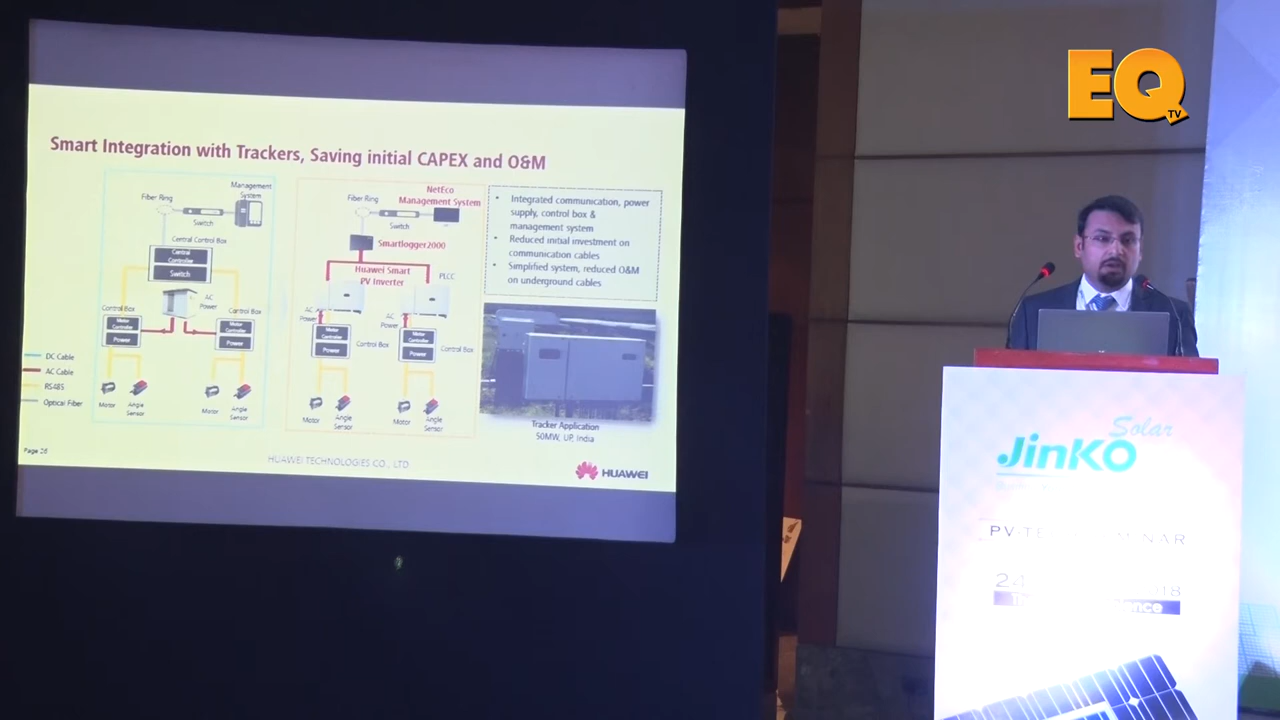 EQ
TV
Smart Integration with Trackers, Saving initial CAPEX and O&M
Management
System
Fiber Ring
Switch
Central Control Box
Central
Controller
Switch
AC
Power
Control Box
Control Box
Motor
Controller
Power
Motor
Controller
Power
Motor
Angle
Sensor
Motor
Angle
Sensor
DC Cable
AC Cable
RS485
Optical Fiber
NetEco
Management System
Fiber Ring
Switch
Smartlogger2000
Huawei Smart
PV Inverter
PLCC
AC
Power
AC
Power
Motor
Controller
Power
Control Box
Motor
Controller
Power
Control Box
Motor
Angle
Sensor
Motor
Angle
Sensor
• Integrated communication, power
supply, control box &
management system
• Reduced initial investment on
communication cables
• Simplified system, reduced O&M
on underground cables
Tracker Application
50MW, UP, India
HUAWEI TECHNOLOGIES CO., LTD
HUAWEI
JinKO
Solar